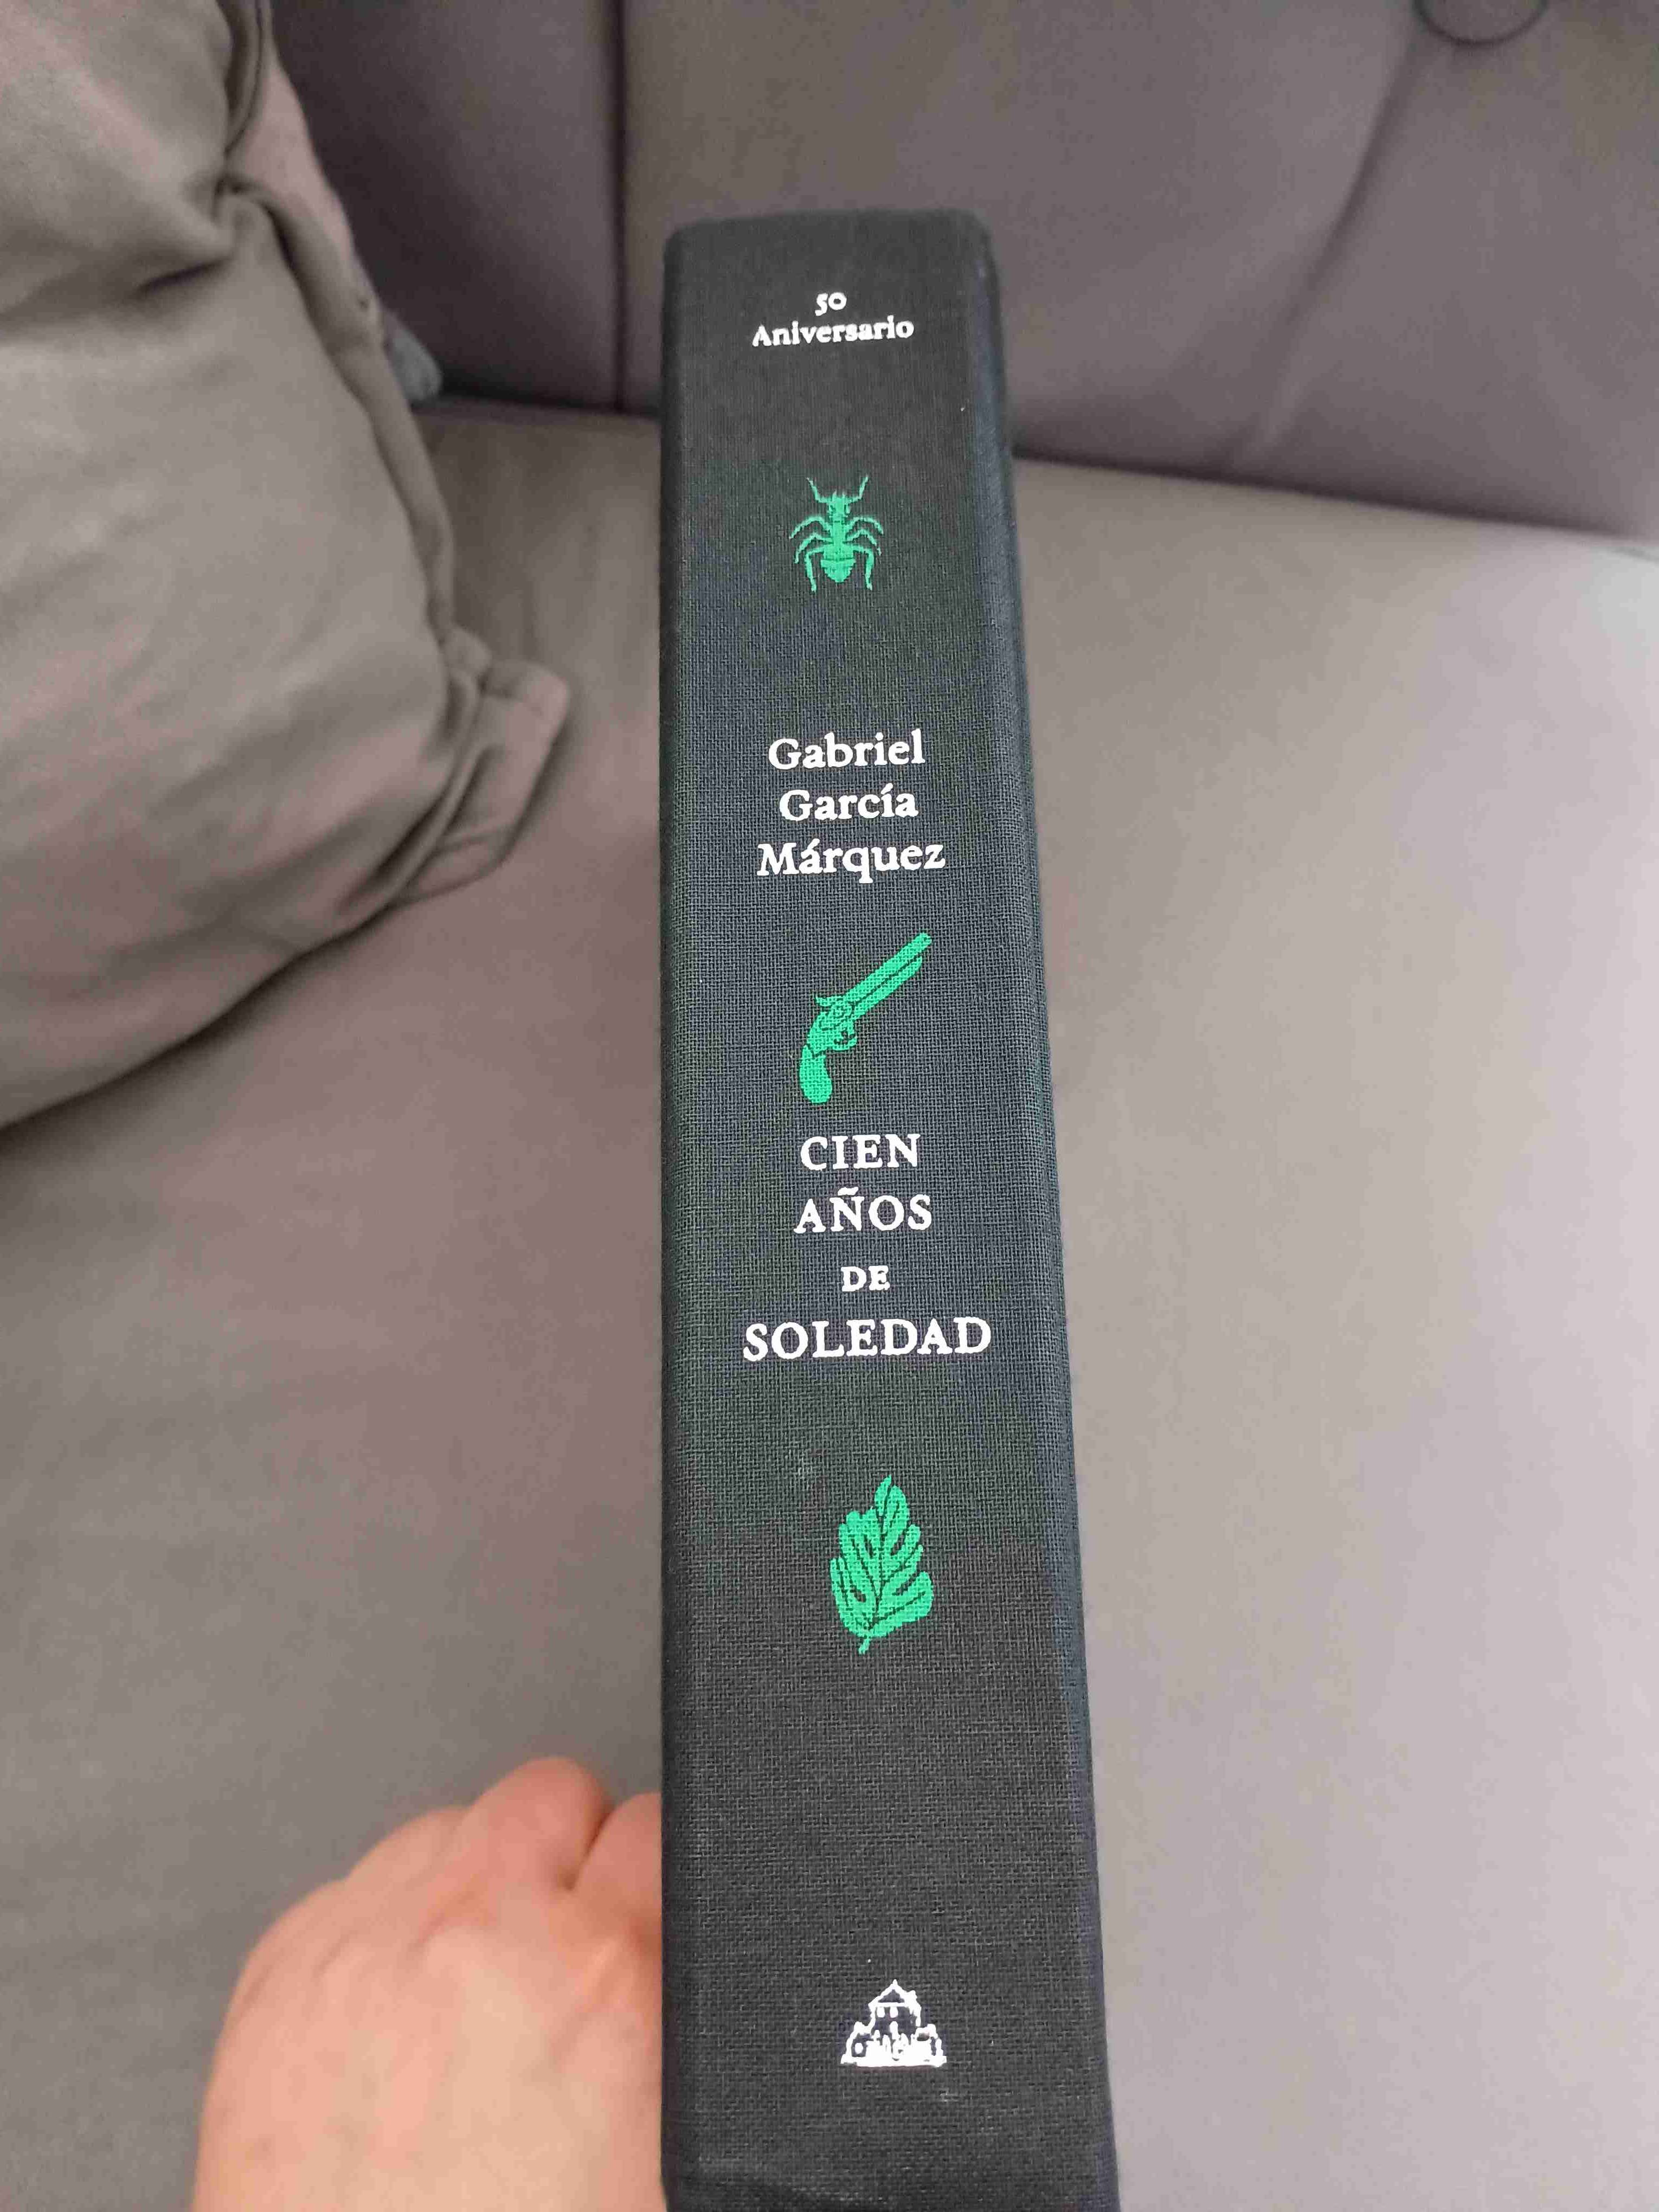 50
Aniversario
Gabriel
García
Márquez
CIEN
AÑOS
DE
SOLEDAD